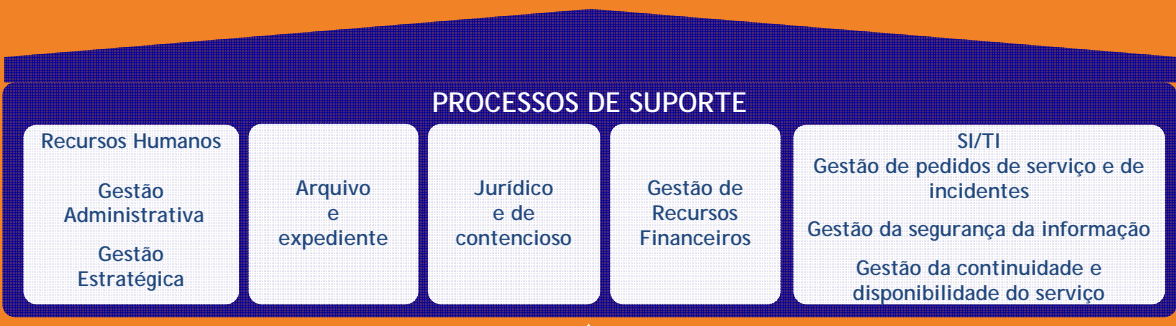 PROCESSOS DE SUPORTE
Recursos Humanos
Gestão
Administrativa
Gestão
Estratégica
Arquivo
e
expediente
Jurídico
e de
contencioso
Gestão de
Recursos
Financeiros
SI/TI
Gestão de pedidos de serviço e de
incidentes
Gestão da segurança da informação
Gestão da continuidade e
disponibilidade do serviço